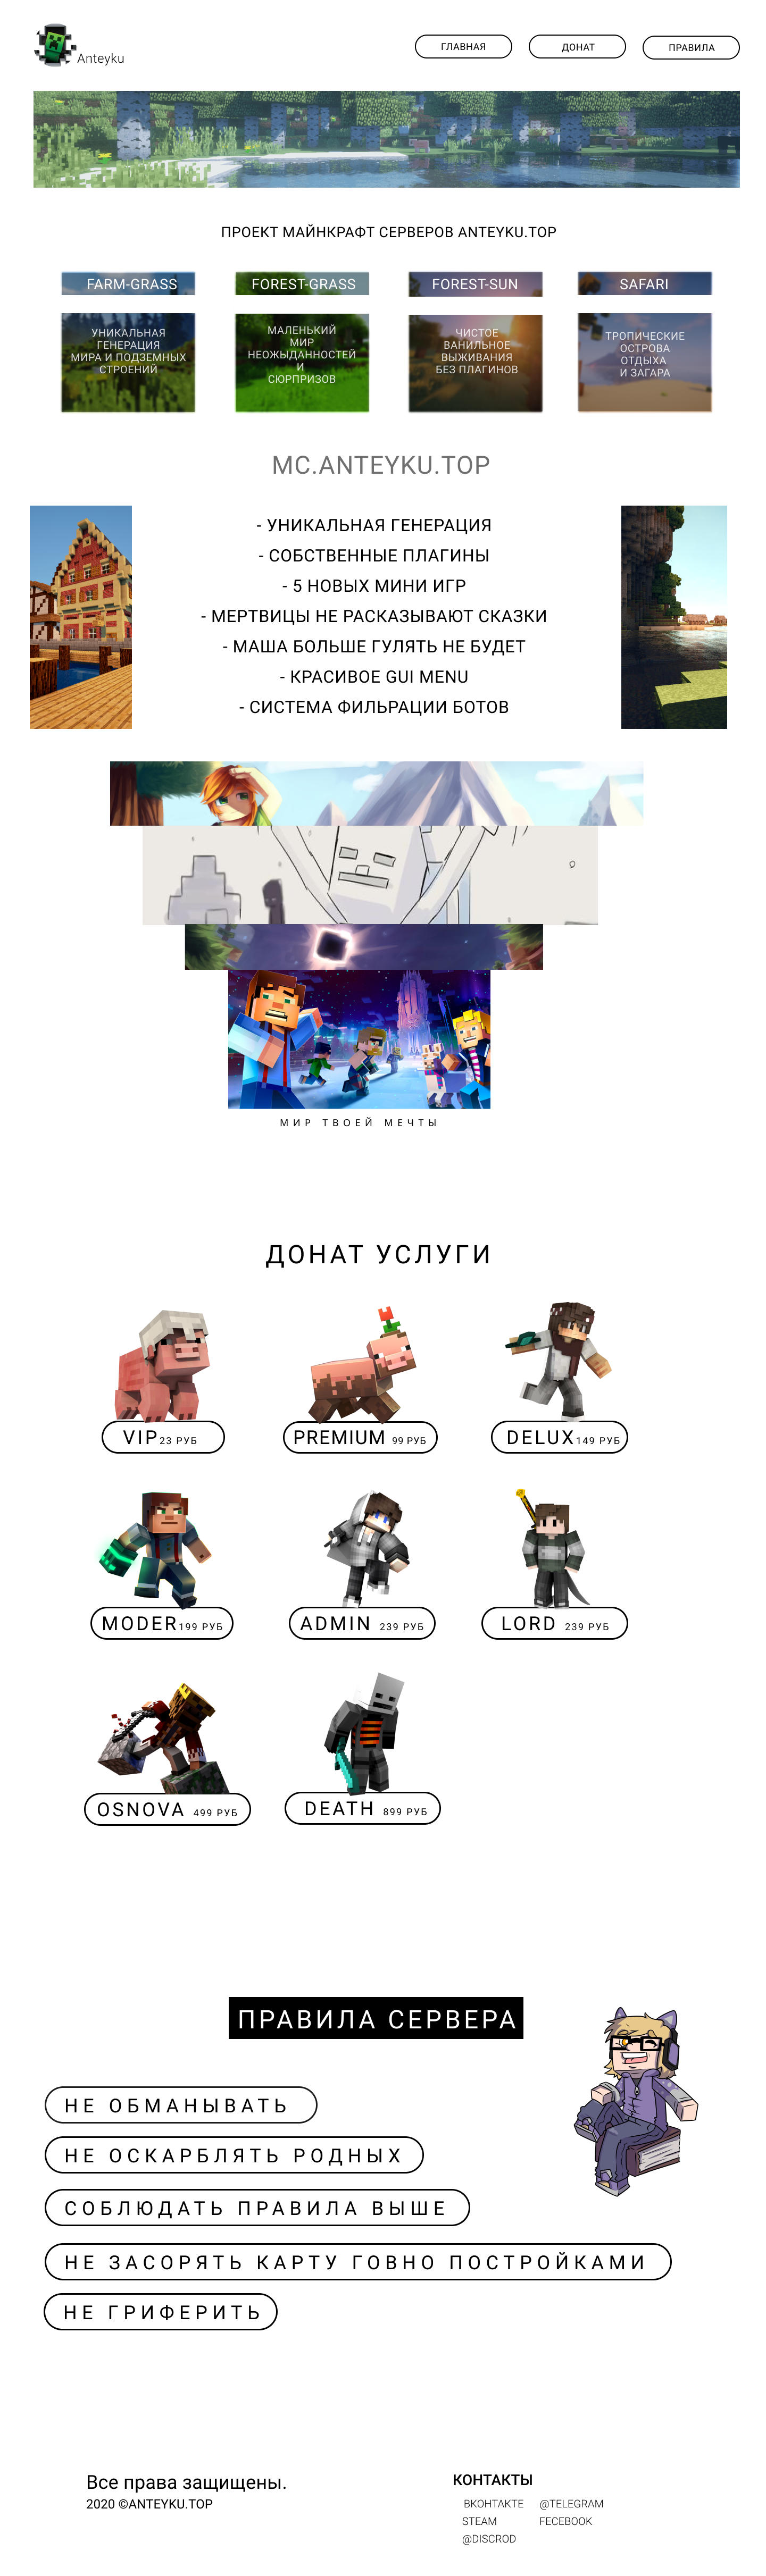 Anteyku
ГЛАВНАЯ
ДОНАТ
ПРАВИЛА
ПРОЕКТ МАЙНКРАФТ СЕРВЕРОВ ANTEYKU.TOP
FARM-GRASS
FOREST-GRASS
FOREST-SUN
SAFARI
УНИКАЛЬНАЯ
ГЕНЕРАЦИЯ
МИРА И ПОДЗЕМНЫХ
СТРОЕНИЙ
МАЛЕНЬКИЙ
МИР
НЕОЖЫДАННОСТЕЙ
И
СЮРПРИЗОВ
ЧИСТОЕ
ВАНИЛЬНОЕ
ВЫЖИВАНИЯ
БЕЗ ПЛАГИНОВ
ТРОПИЧЕСКИЕ
ОСТРОВА
ОТДЫХА
И ЗАГАРА
MC.ANTEYKU.TOP
- УНИКАЛЬНАЯ ГЕНЕРАЦИЯ
- СОБСТВЕННЫЕ ПЛАГИНЫ
- 5 НОВЫХ МИНИ ИГР
- МЕРТВИЦЫ НЕ РАСКАЗЫВАЮТ СКАЗКИ
- МАША БОЛЬШЕ ГУЛЯТЬ НЕ БУДЕТ
- КРАСИВОЕ GUI MENU
- СИСТЕМА ФИЛЬРАЦИИ БОТОВ
МИР ТВОЕЙ МЕЧТЫ
ДОНАТ УСЛУГИ
VIP 23 РУБ
PREMIUM 99 РУБ
DELUX 149 РУБ
MODER 199 РУБ
ADMIN 239 РУБ
LORD 239 РУБ
OSNOVA 499 РУБ
DEATH 899 РУБ
ПРАВИЛА СЕРВЕРА
НЕ ОБМАНЫВАТЬ
НЕ ОСКАРБЛЯТЬ РОДНЫХ
СОБЛЮДАТЬ ПРАВИЛА ВЫШЕ
НЕ ЗАСОРЯТЬ КАРТУ ГОВНО ПОСТРОЙКАМИ
НЕ ГРИФЕРИТЬ
Все права защищены.
2020 ©ANTEYKU.TOP
КОНТАКТЫ
ВКОНТАКТЕ @TELEGRAM
STEAM FECEBOOK
@DISCROD